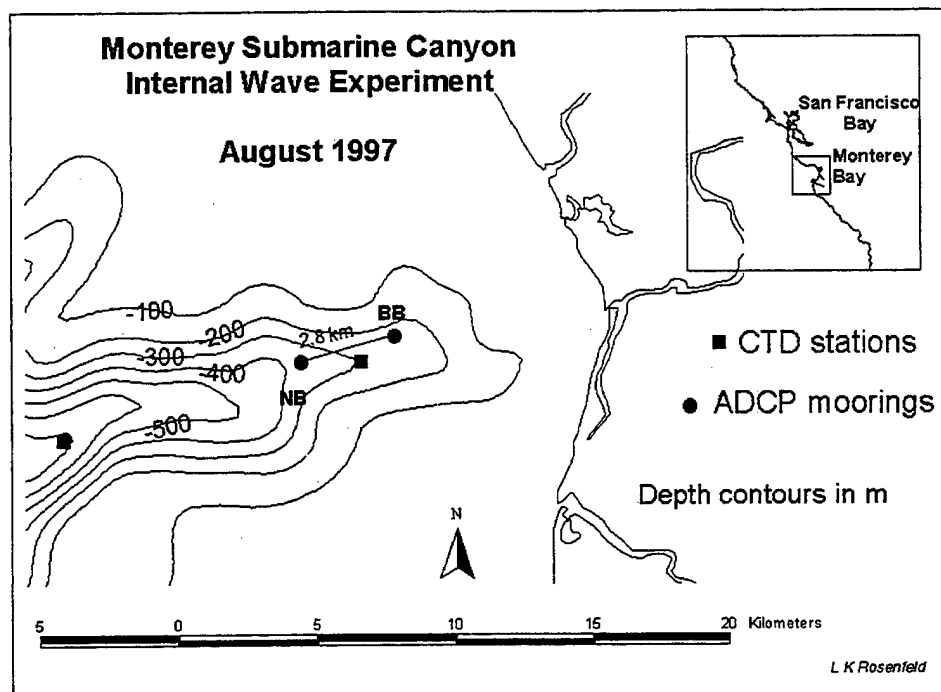 Monterey Submarine Canyon
Internal Wave Experiment
August 1997
San Francisco
Bay
Monterey
Bay
-100
-200
-300
-400
-500
2.8 km
BB
NB
CTD stations
ADCP moorings
Depth contours in m
N
5 0 5 10 15 20 Kilometers
L K Rosenfeld